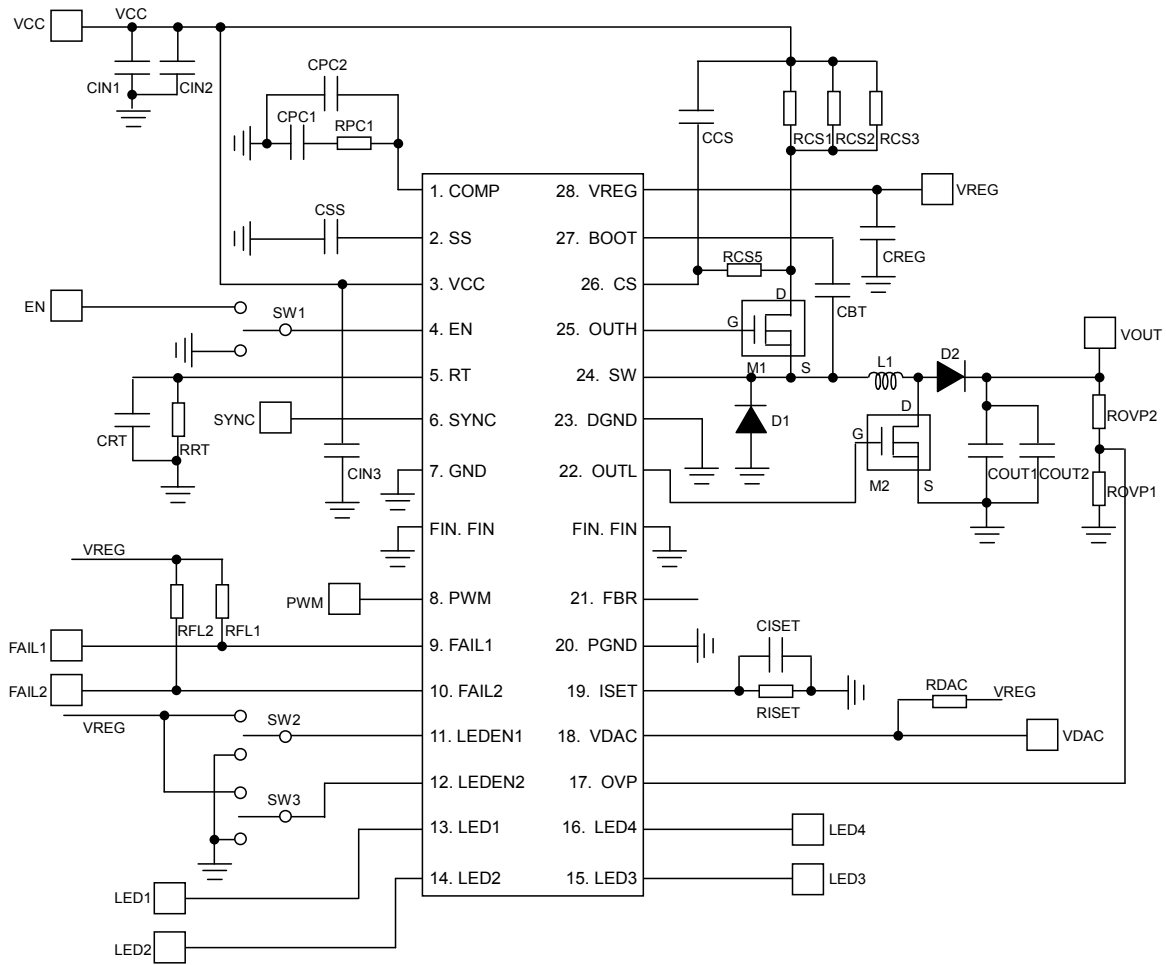 VCC
VCC
CIN1
CIN2
CPC2
CPC1
RPC1
CCS
RCS1
RCS2
RCS3
1. COMP
28. VREG
VREG
CSS
2. SS
27. BOOT
CREG
RCS5
3. VCC
26. CS
EN
SW1
4. EN
25. OUTH
G
D
S
M1
CBT
VOUT
5. RT
24. SW
L1
D2
CRT
RRT
SYNC
6. SYNC
23. DGND
D1
D
G
S
M2
COUT1
COUT2
ROVP2
ROVP1
CIN3
7. GND
22. OUTL
FIN. FIN
FIN. FIN
VREG
PWM
8. PWM
21. FBR
RFL2
RFL1
FAIL1
9. FAIL1
20. PGND
CISET
FAIL2
10. FAIL2
19. ISET
RISET
RDAC
VREG
VREG
SW2
11. LEDEN1
18. VDAC
VDAC
12. LEDEN2
17. OVP
SW3
13. LED1
16. LED4
LED4
14. LED2
15. LED3
LED3
LED1
LED2